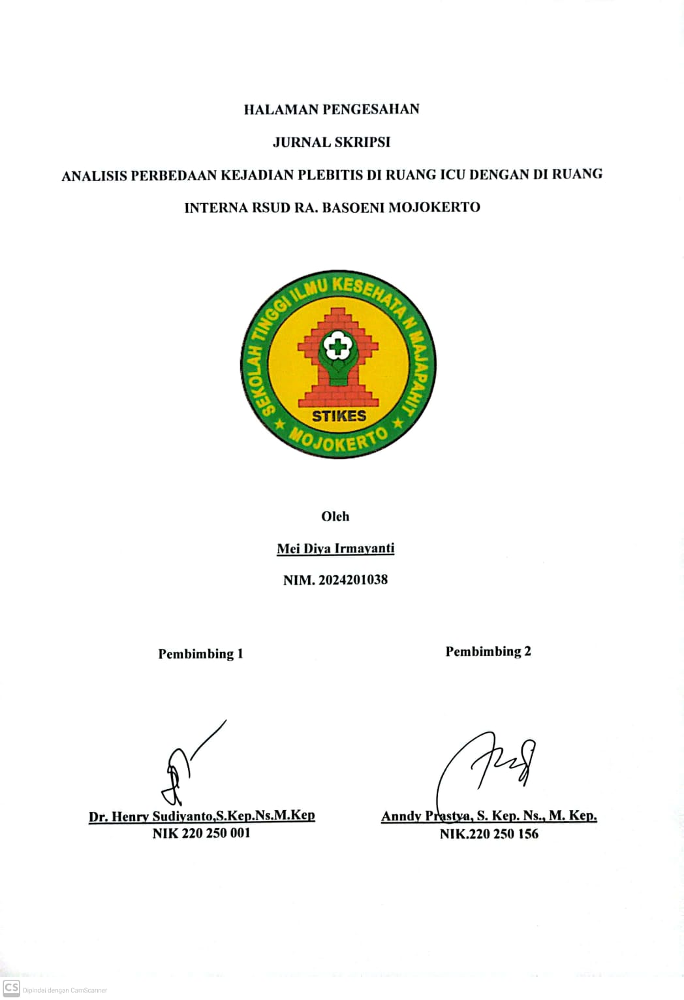 HALAMAN PENGESAHAN
JURNAL SKRIPSI
ANALISIS PERBEDAAN KEJADIAN PLEBITIS DI RUANG ICU DENGAN DI RUANG
INTERNA RSUD RA. BASOENI MOJOKERTO
SEKOLAH TINGGI ILMU KESEHATA N MAJAPAHIT
STIKES
★ MOJOKERTO ★
Oleh
Mei Diya Irmayanti
NIM. 2024201038
Pembimbing 1
Pembimbing 2
Dr. Henry Sudiyanto,S.Kep.Ns.M.Kep
NIK 220 250 001
Anndy Prastya, S. Kep. Ns., M. Kep.
NIK.220 250 156
CS Dipindai dengan CamScanner